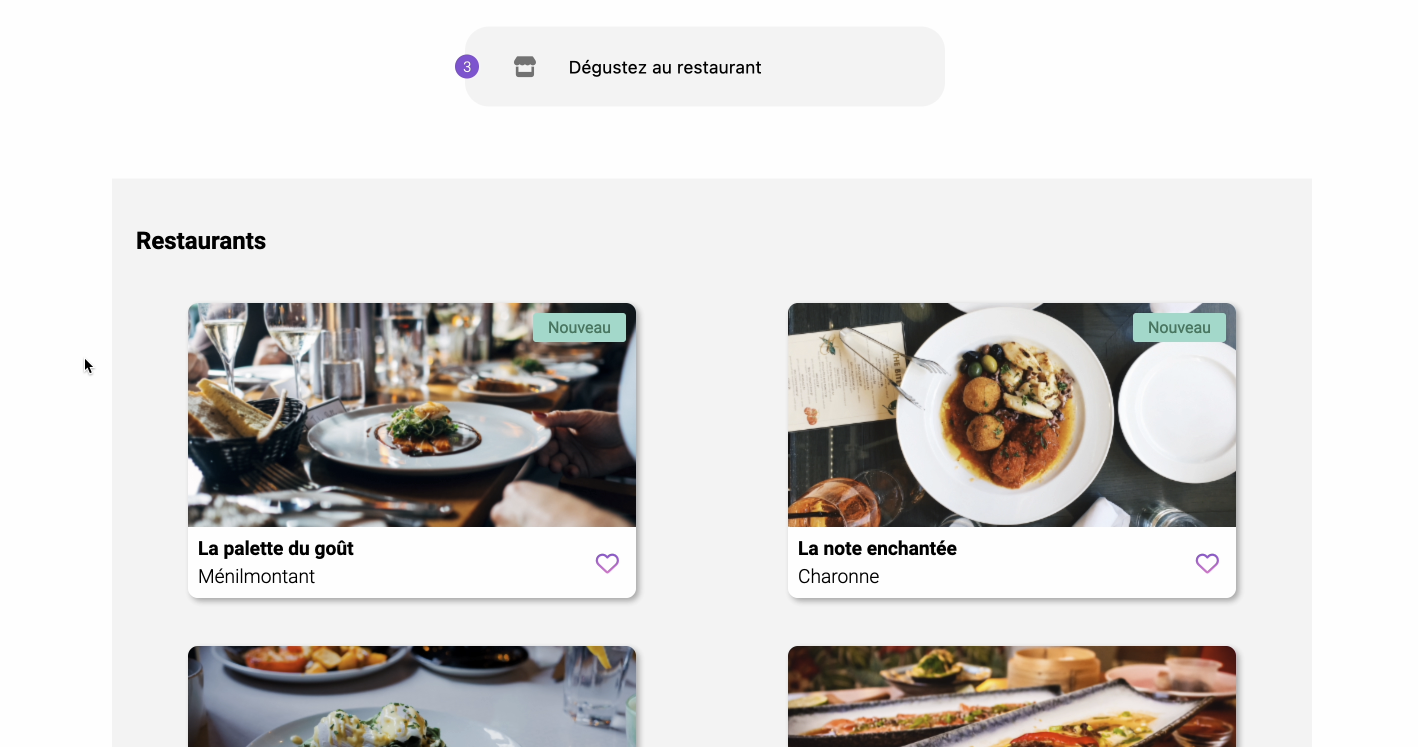 3
Dégustez au restaurant
Restaurants
Nouveau
Nouveau
La palette du goût
Ménilmontant
La note enchantée
Charonne